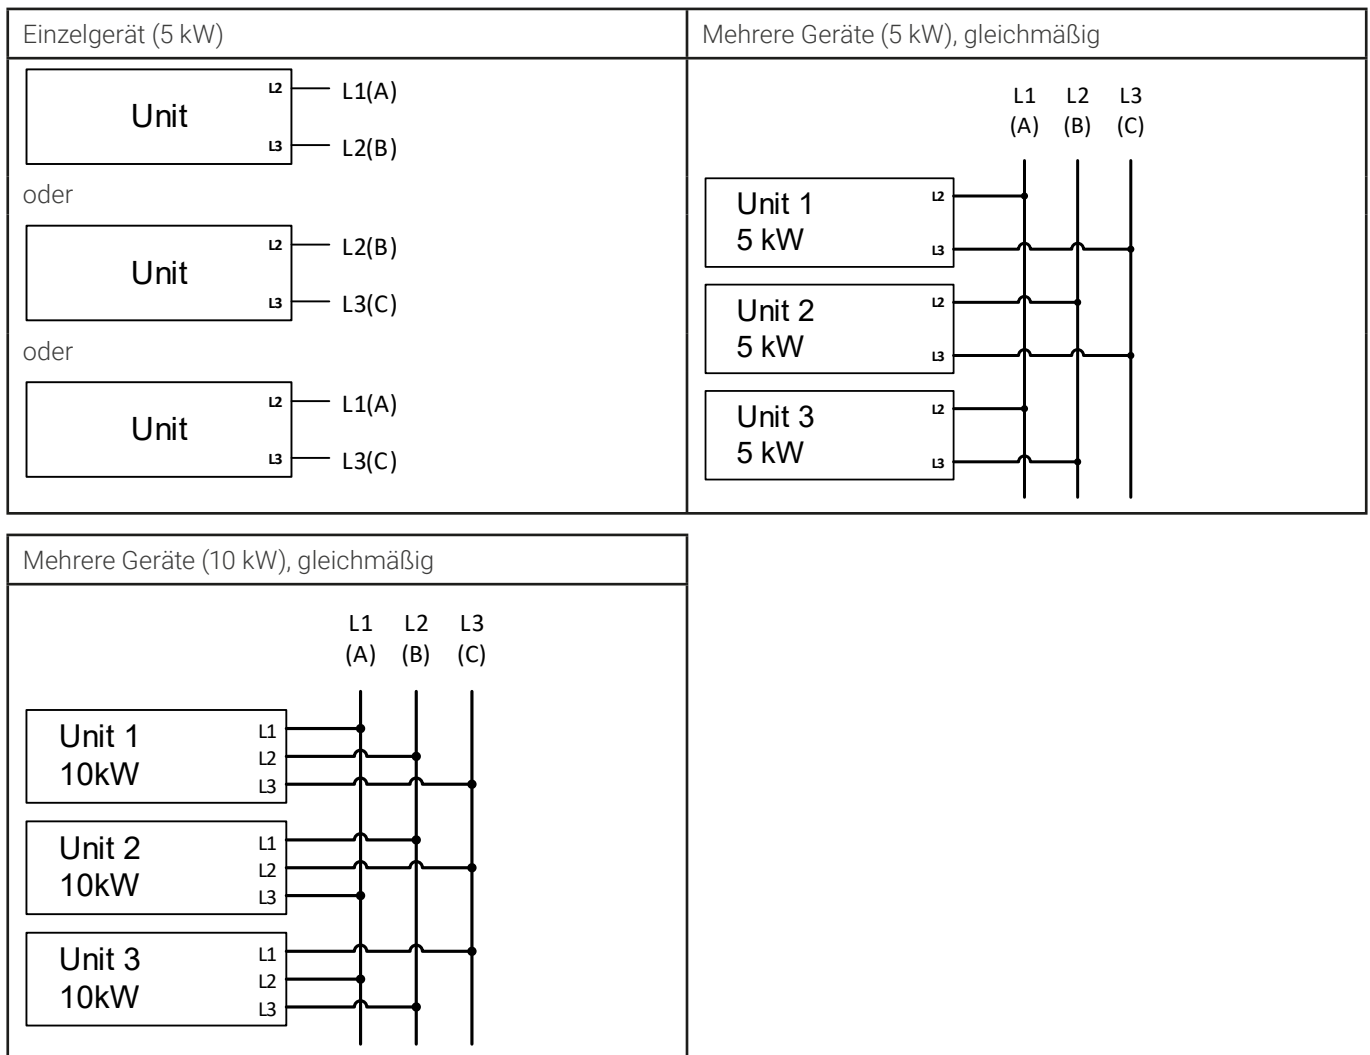 Einzelgerät (5 kW)
Unit
L2
L1(A)
L3
L2(B)
oder
Unit
L2
L2(B)
L3
L3(C)
oder
Unit
L2
L1(A)
L3
L3(C)
Mehrere Geräte (5 kW), gleichmäßig
L1 L2 L3
(A) (B) (C)
Unit 1
5 kW
L2
L3
Unit 2
5 kW
L2
L3
Unit 3
5 kW
L2
L3
Mehrere Geräte (10 kW), gleichmäßig
L1 L2 L3
(A) (B) (C)
Unit 1
10kW
L1
L2
L3
Unit 2
10kW
L1
L2
L3
Unit 3
10kW
L1
L2
L3